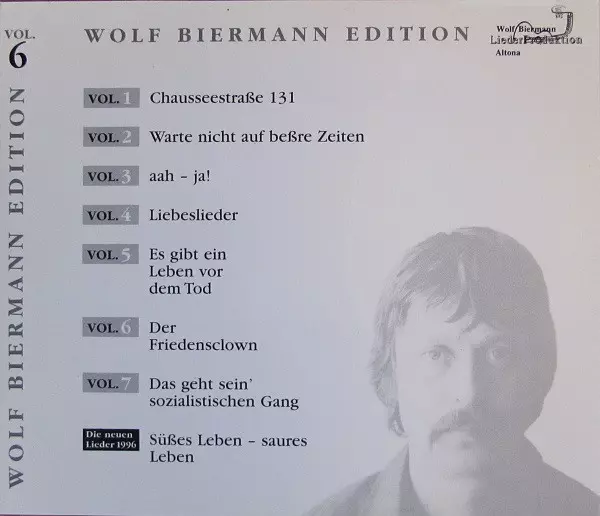 VOL.
6
WOLF BIERMANN EDITION
WOLF BIERMANN EDITION
Wolf Biermann
LiederProduktion
Altona
VOL. 1 Chausseestraße 131
VOL. 2 Warte nicht auf beßre Zeiten
VOL. 3 aah – ja!
VOL. 4 Liebeslieder
VOL. 5 Es gibt ein
Leben vor
dem Tod
VOL. 6 Der
Friedensclown
VOL. 7 Das geht sein'
sozialistischen Gang
Die neuen
Lieder 1996
Süßes Leben – saures
Leben